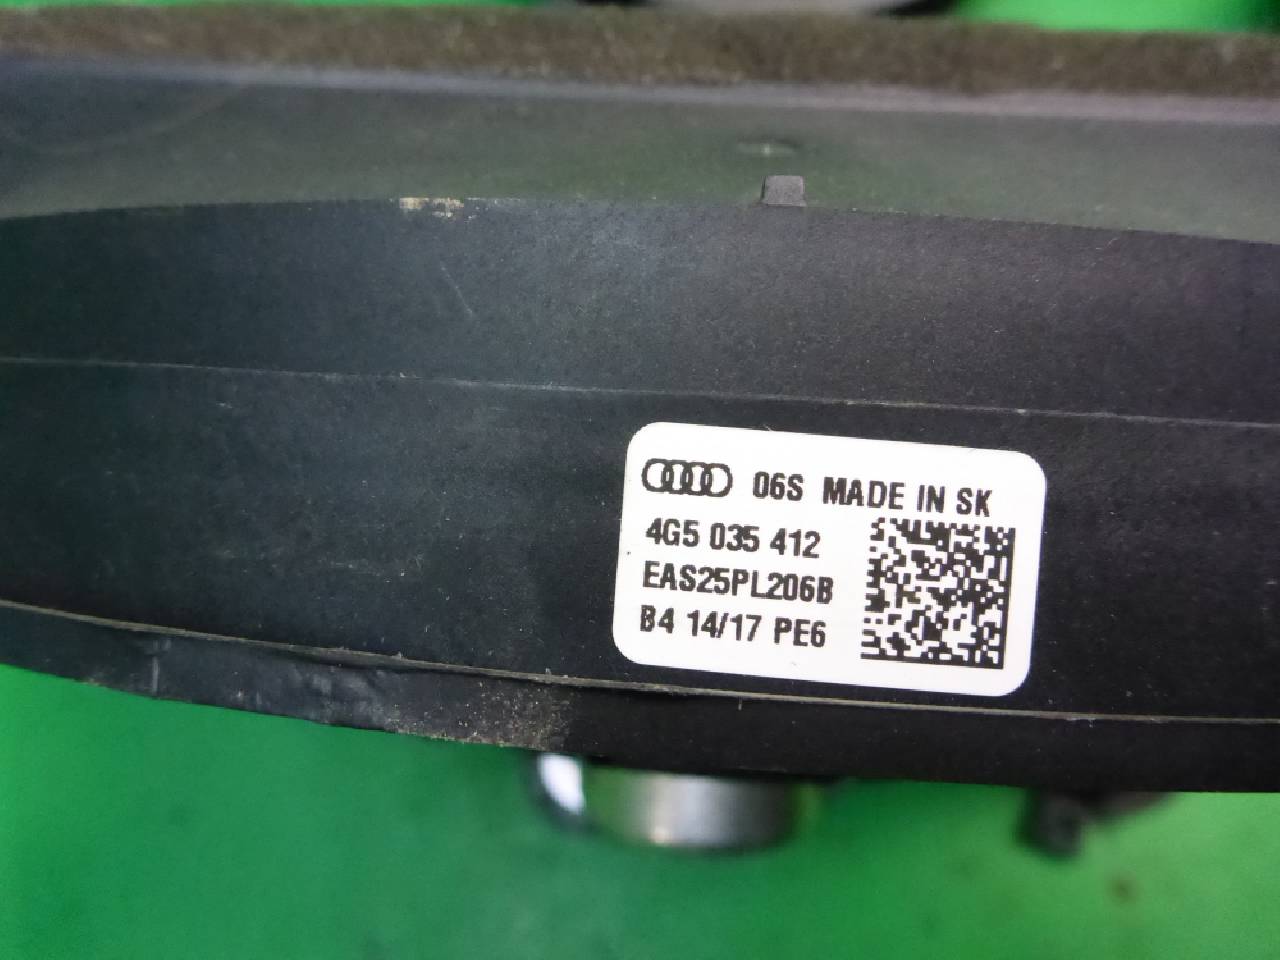 06S MADE IN SK
4G5 035 412
EAS25PL206B
B4 14/17 PE6